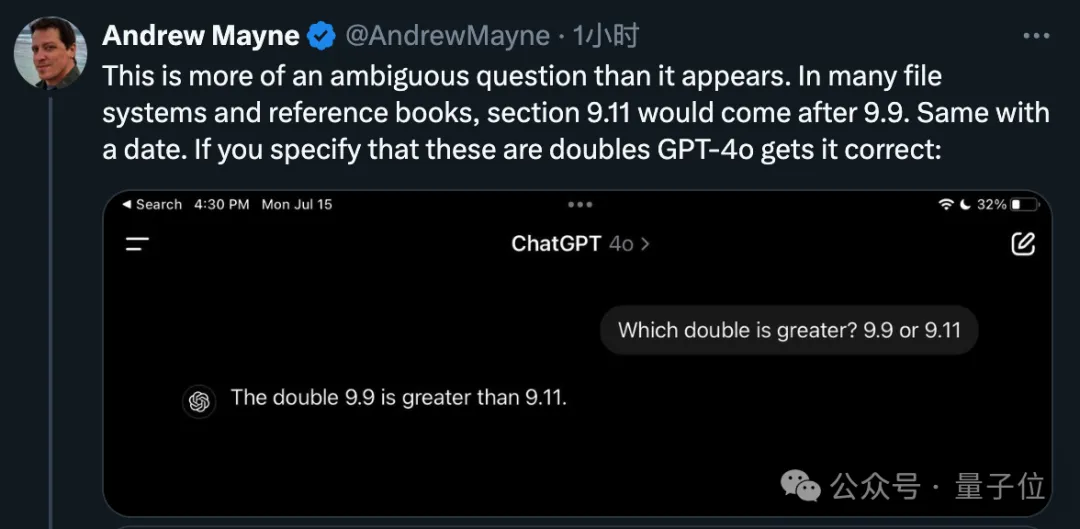 Andrew Mayne @AndrewMayne · 1小时
This is more of an ambiguous question than it appears. In many file
systems and reference books, section 9.11 would come after 9.9. Same with
a date. If you specify that these are doubles GPT-4o gets it correct:
Search 4:30 PM Mon Jul 15 32%
ChatGPT 4o
Which double is greater? 9.9 or 9.11
The double 9.9 is greater than 9.11.
公众号 · 量子位